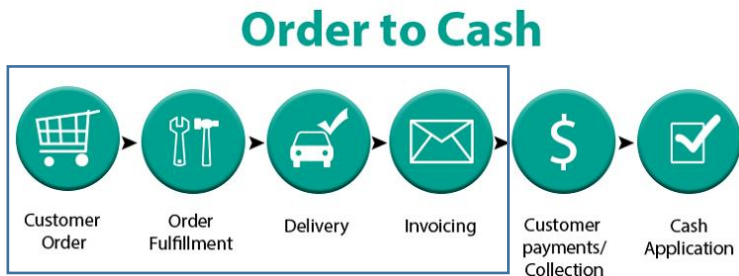 Order to Cash
Customer
Order
Order
Fulfillment
Delivery
Invoicing
$
Customer
payments/
Collection
Cash
Application